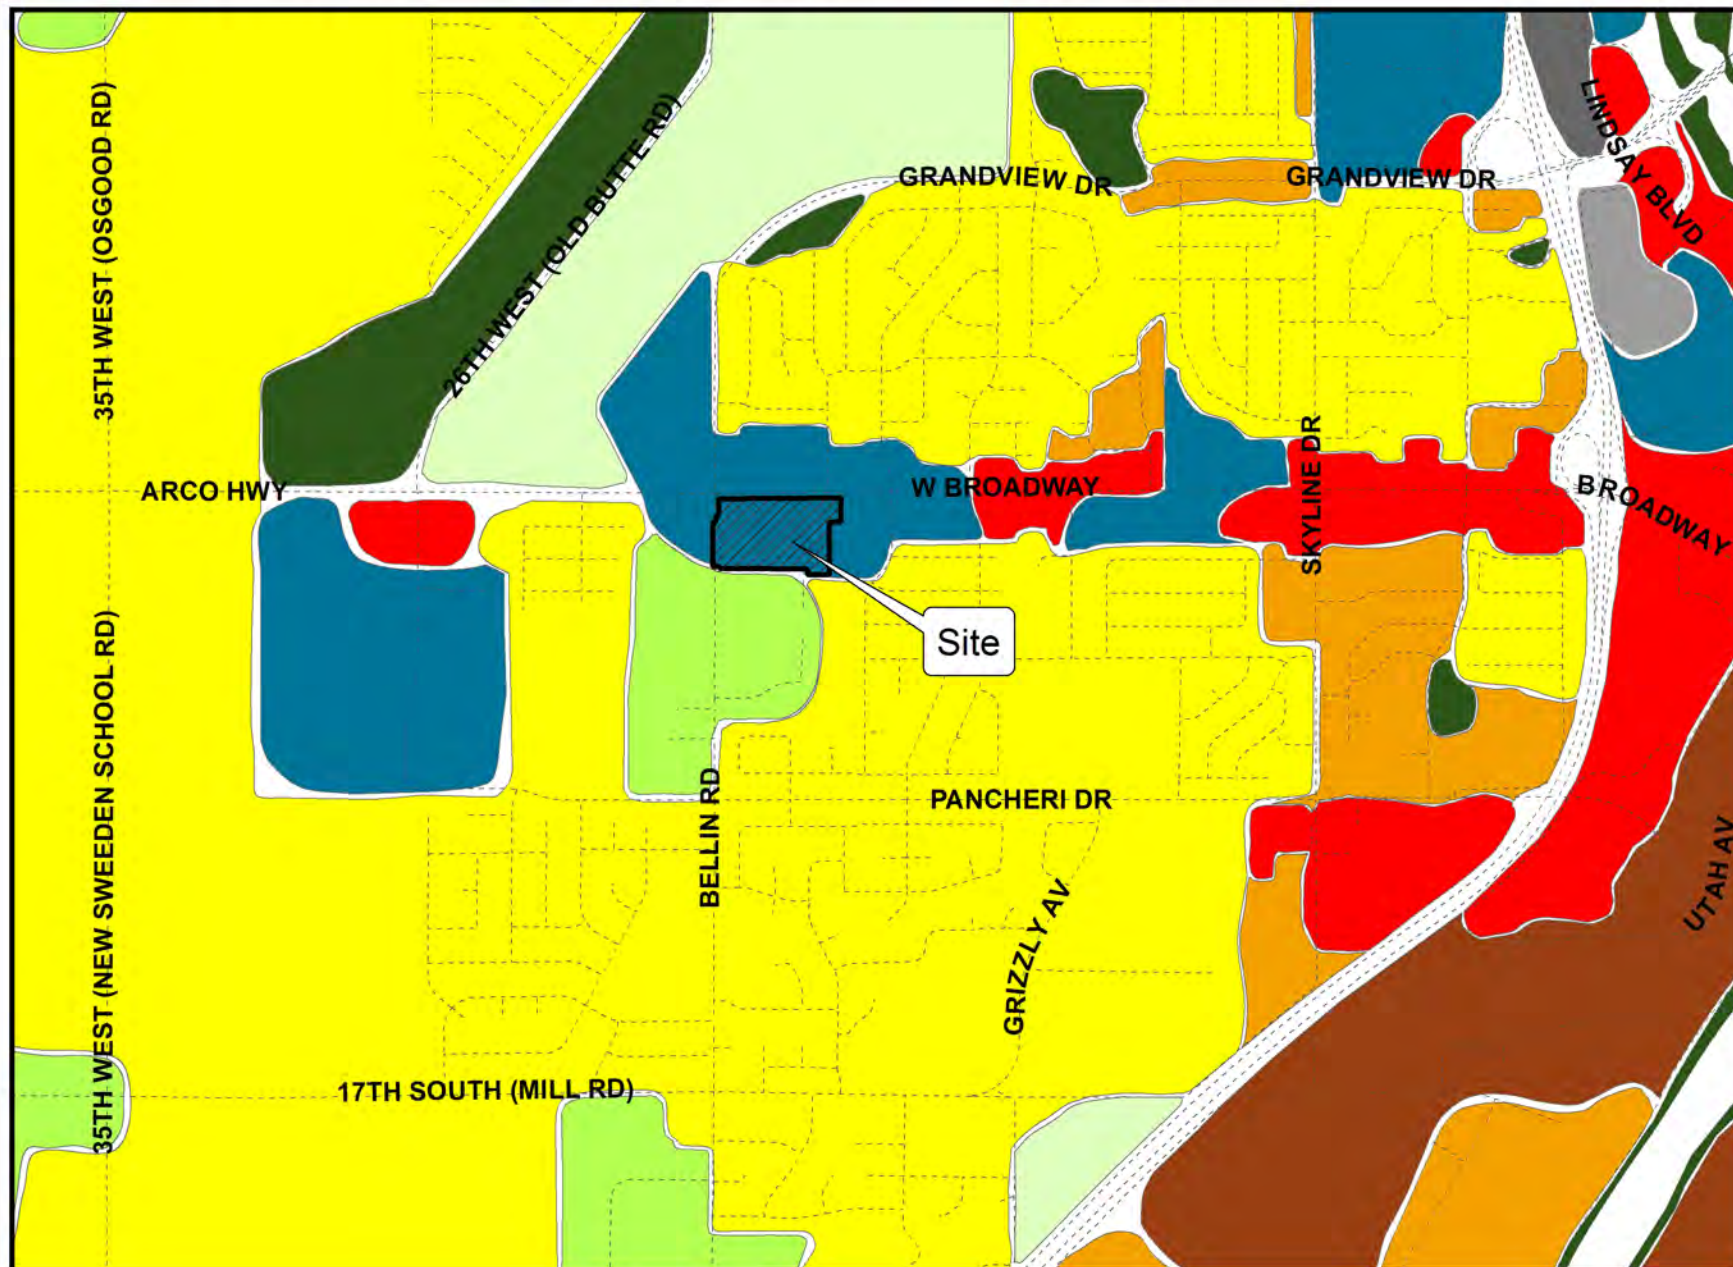 35TH WEST (OSGOOD RD)
26TH WEST (OLD BUTTE RD)
GRANDVIEW DR
GRANDVIEW DR
LINDSAY BLVD
ARCO HWY
W BROADWAY
SKYLINE DR
BROADWAY
Site
35TH WEST (NEW SWEEDEN SCHOOL RD)
BELLIN RD
PANCHERI DR
GRIZZLY AV
UTAH AV
17TH SOUTH (MILL RD)